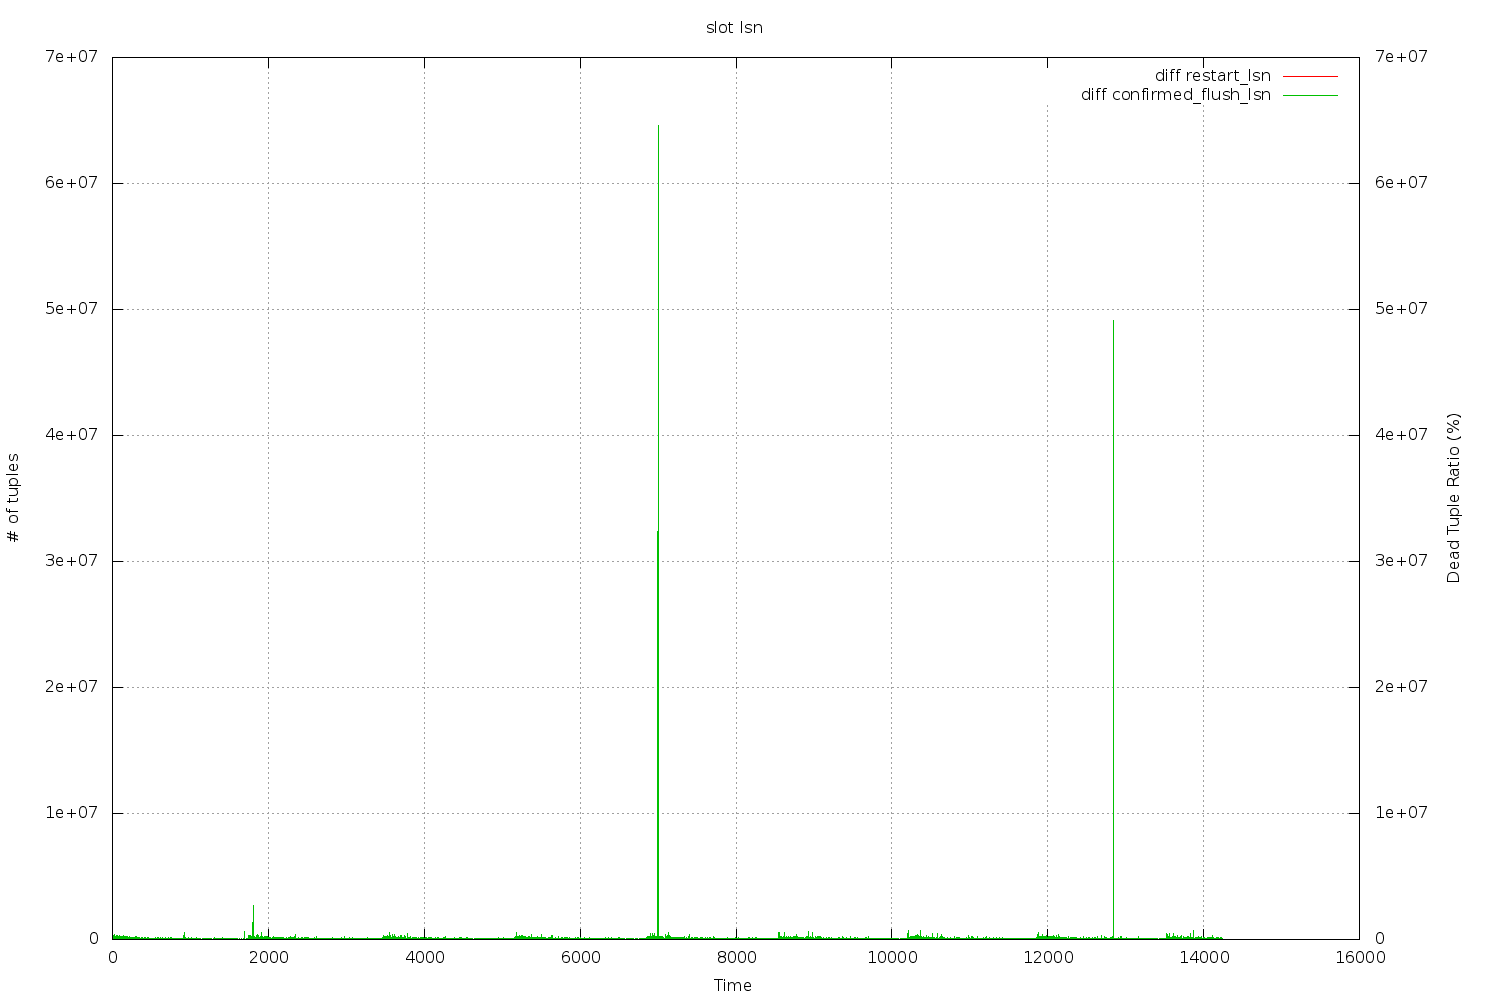 slot lsn
diff restart_lsn
diff confirmed_flush_lsn
7e+07 7e+07
6e+07 6e+07
5e+07 5e+07
4e+07 4e+07
3e+07 3e+07
2e+07 2e+07
1e+07 1e+07
0 0
# of tuples
Dead Tuple Ratio (%)
0 2000 4000 6000 8000 10000 12000 14000 16000
Time